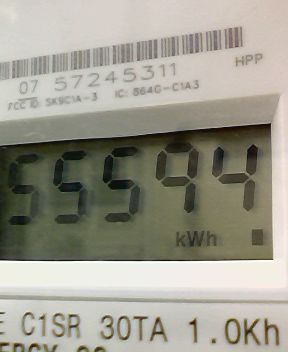 HPP
07 57245311
FCC ID: SK9C1A-3 IC: 864G-C1A3
55594
kWh
C1SR 30TA 1.0Kh